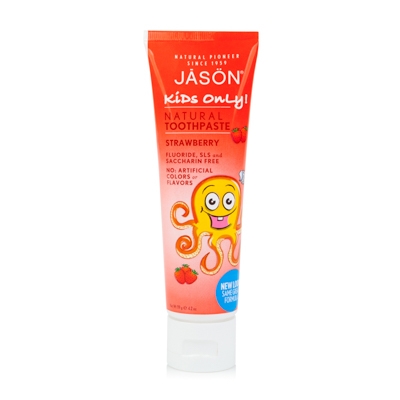 NATURAL PIONEER
SINCE 1959
JĀSÖN
KiDS ONLY!
NATURAL
TOOTHPASTE
STRAWBERRY
FLUORIDE, SLS and
SACCHARIN FREE
NO: ARTIFICIAL
COLORS or
FLAVORS
NEW
SAME
FORMULA